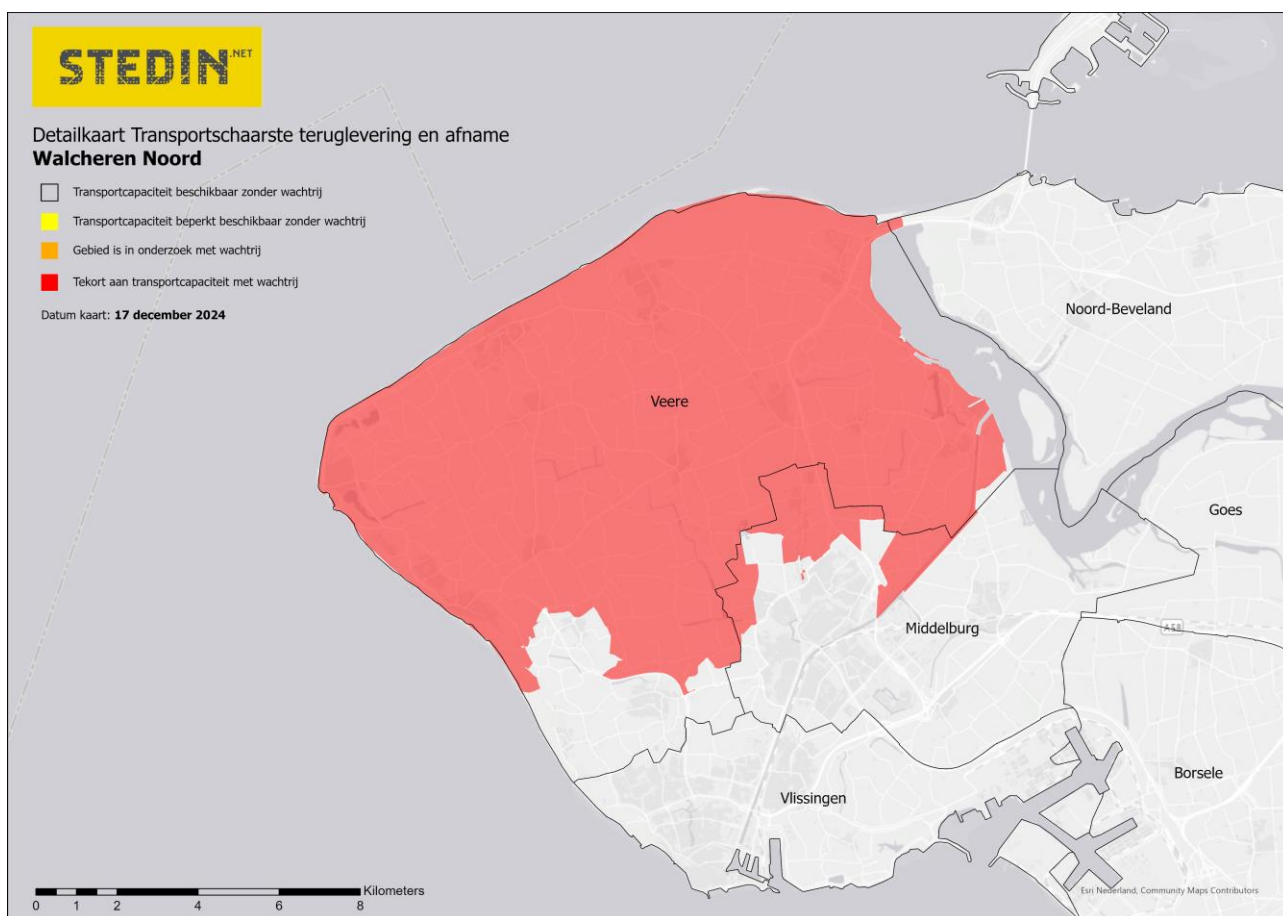 STEDIN.NET
Detailkaart Transportschaarste teruglevering en afname
Walcheren Noord
Transportcapaciteit beschikbaar zonder wachtrij
Transportcapaciteit beperkt beschikbaar zonder wachtrij
Gebied is in onderzoek met wachtrij
Tekort aan transportcapaciteit met wachtrij
Datum kaart: 17 december 2024
Noord-Beveland
Veere
Goes
Middelburg
A58
Borsele
Vlissingen
Kilometers
0 1 2 4 6 8
Esri Nederland, Community Maps Contributors